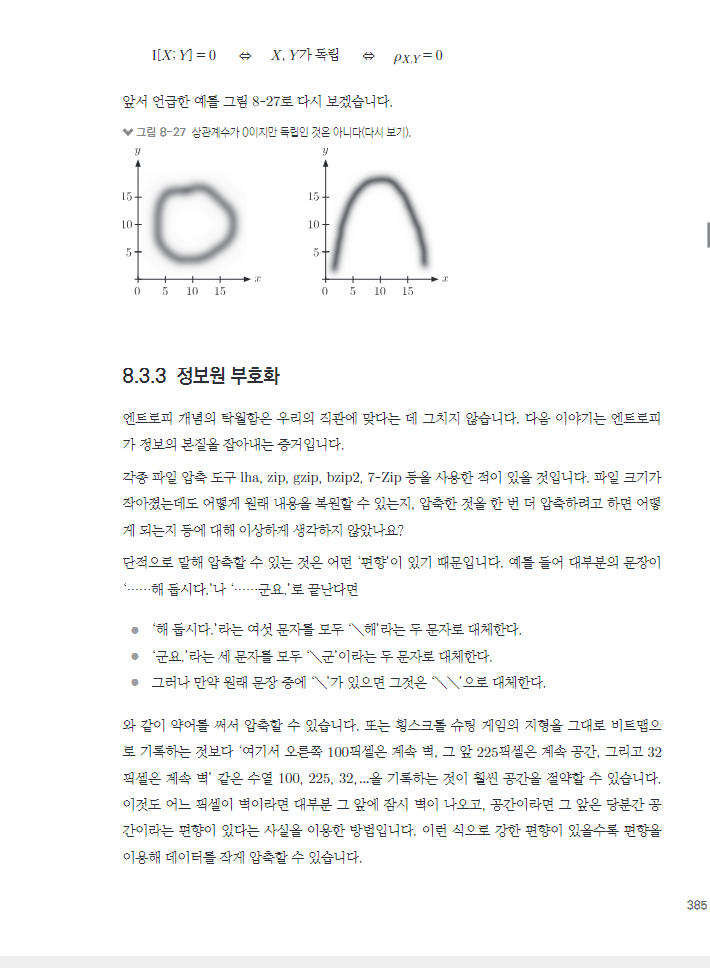 I[X; Y] = 0 ⇔ X, Y가 독립 ⇔ ρX,Y = 0
앞서 언급한 예를 그림 8-27로 다시 보겠습니다.
그림 8-27 상관계수가 0이지만 독립인 것은 아니다(다시 보기).
y
15
10
5
0 5 10 15
x
y
15
10
5
0 5 10 15
x
8.3.3 정보원 부호화
엔트로피 개념의 탁월함은 우리의 직관에 맞다는 데 그치지 않습니다. 다음 이야기는 엔트로피
가 정보의 본질을 잡아내는 증거입니다.
각종 파일 압축 도구 lha, zip, gzip, bzip2, 7-Zip 등을 사용한 적이 있을 것입니다. 파일 크기가
작아졌는데도 어떻게 원래 내용을 복원할 수 있는지, 압축한 것을 한 번 더 압축하려고 하면 어떻
게 되는지 등에 대해 이상하게 생각하지 않았나요?
단적으로 말해 압축할 수 있는 것은 어떤 '편향'이 있기 때문입니다. 예를 들어 대부분의 문장이
'……해 둡시다.'나 '……군요.'로 끝난다면
● '해 둡시다.'라는 여섯 문자를 모두 '\해'라는 두 문자로 대체한다.
● '군요.'라는 세 문자를 모두 '\군'이라는 두 문자로 대체한다.
● 그러나 만약 원래 문장 중에 '\'가 있으면 그것은 '\\'으로 대체한다.
와 같이 약어를 써서 압축할 수 있습니다. 또는 횡스크롤 슈팅 게임의 지형을 그대로 비트맵으
로 기록하는 것보다 '여기서 오른쪽 100픽셀은 계속 벽, 그 앞 225픽셀은 계속 공간, 그리고 32
픽셀은 계속 벽' 같은 수열 100, 225, 32,...을 기록하는 것이 훨씬 공간을 절약할 수 있습니다.
이것도 어느 픽셀이 벽이라면 대부분 그 앞에 잠시 벽이 나오고, 공간이라면 그 앞은 당분간 공
간이라는 편향이 있다는 사실을 이용한 방법입니다. 이런 식으로 강한 편향이 있을수록 편향을
이용해 데이터를 작게 압축할 수 있습니다.
385